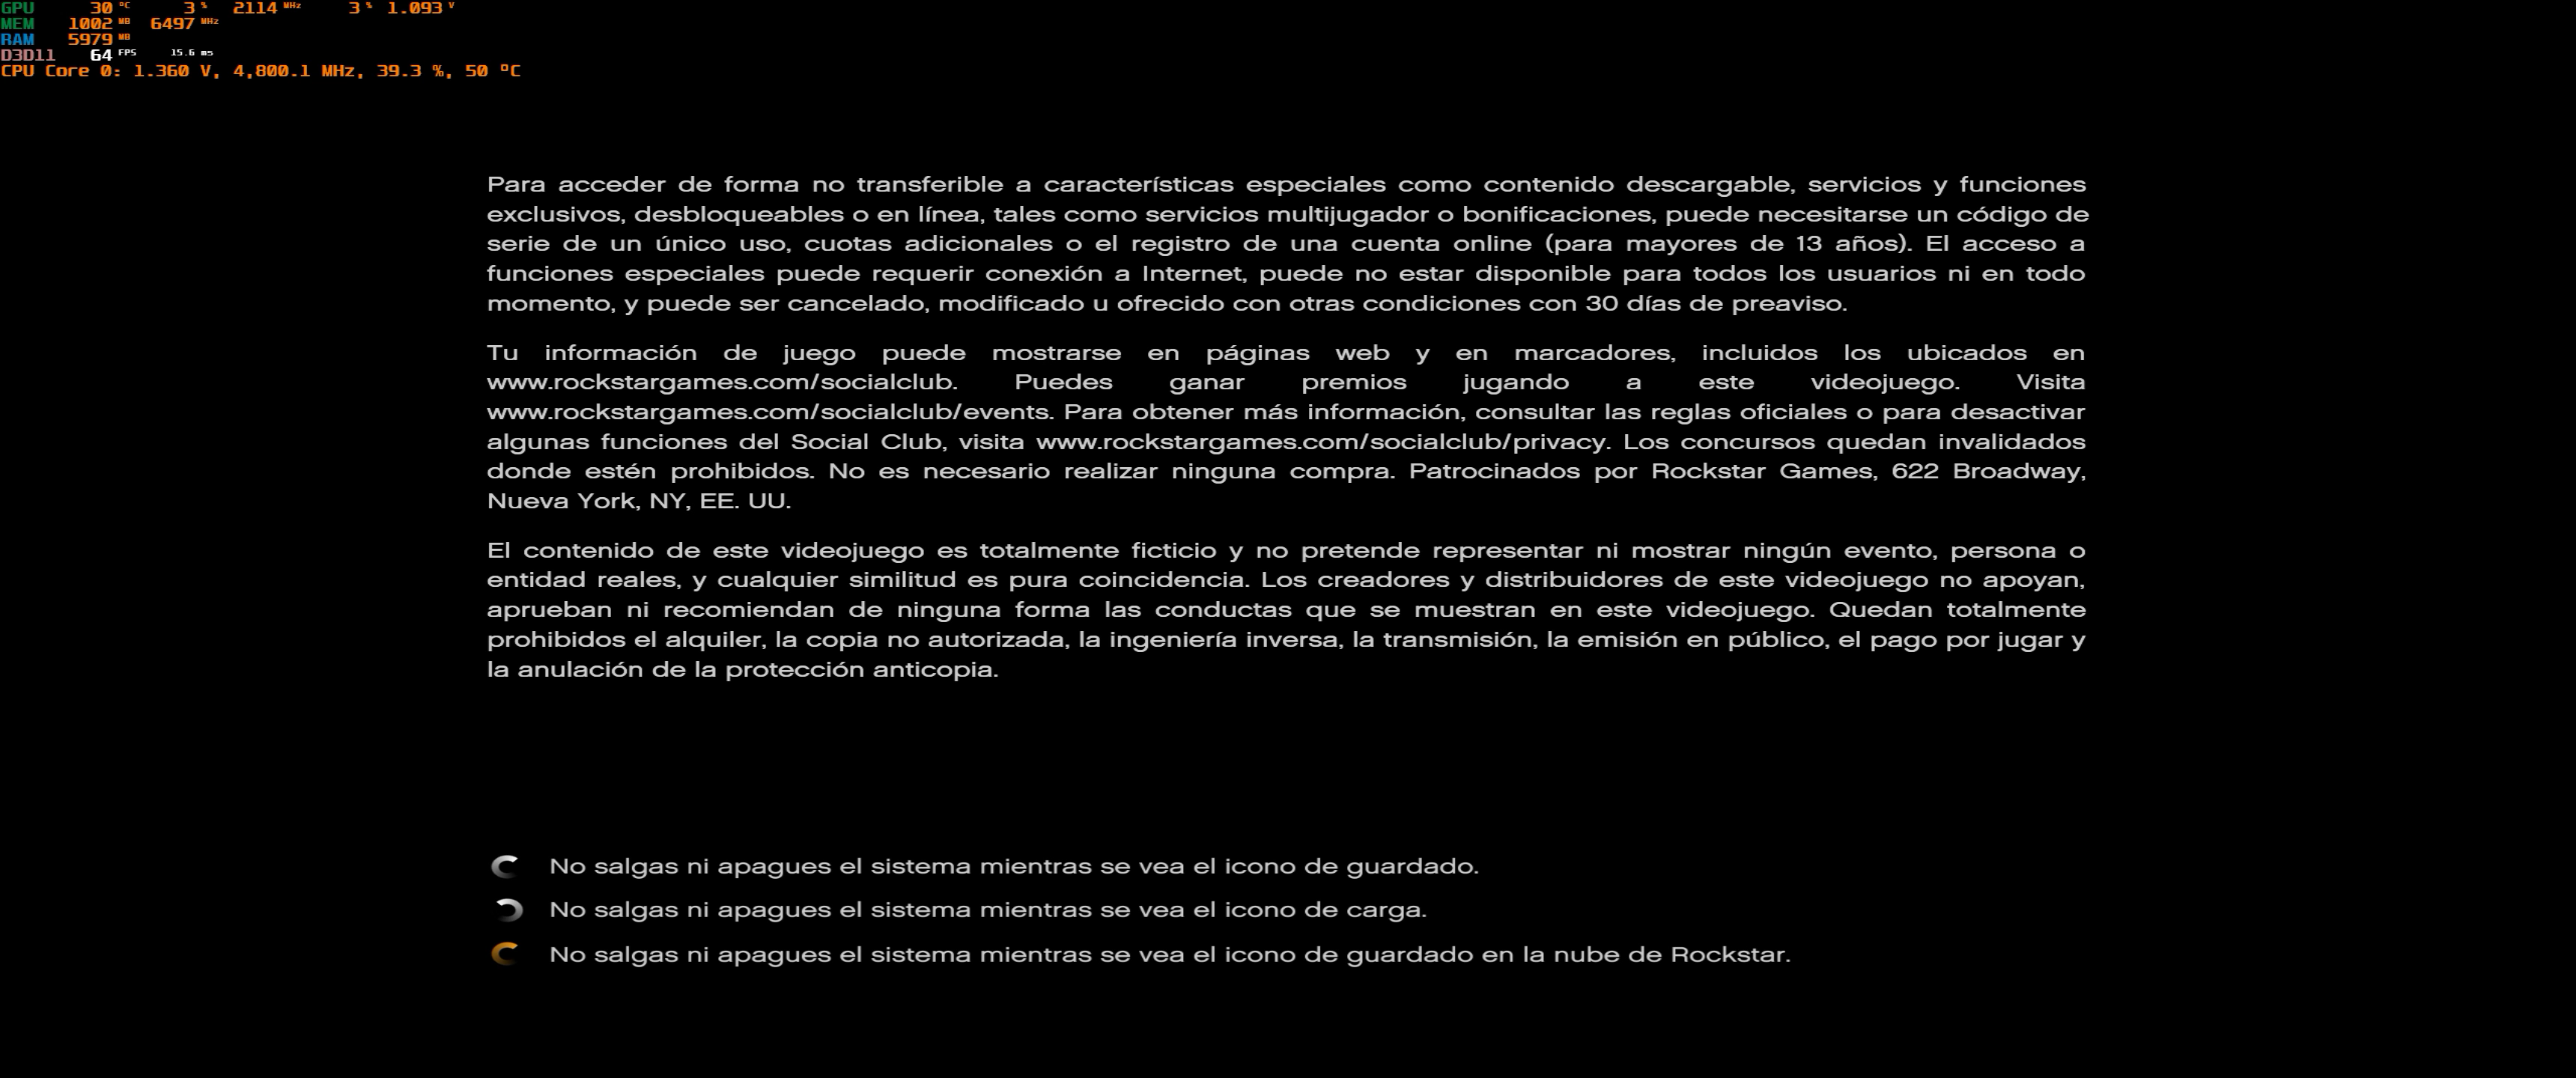 GPU 30 °C 3 % 2114 MHz 3 % 1.093 V
MEM 1002 MB 6497 MHz
RAM 5979 MB
D3D11 64 FPS 15.6 ms
CPU Core 0: 1.360 V, 4,800.1 MHz, 39.3 %, 50 °C
Para acceder de forma no transferible a características especiales como contenido descargable, servicios y funciones
exclusivos, desbloqueables o en línea, tales como servicios multijugador o bonificaciones, puede necesitarse un código de
serie de un único uso, cuotas adicionales o el registro de una cuenta online (para mayores de 13 años). El acceso a
funciones especiales puede requerir conexión a Internet, puede no estar disponible para todos los usuarios ni en todo
momento, y puede ser cancelado, modificado u ofrecido con otras condiciones con 30 días de preaviso.
Tu información de juego puede mostrarse en páginas web y en marcadores, incluidos los ubicados en
www.rockstargames.com/socialclub. Puedes ganar premios jugando a este videojuego. Visita
www.rockstargames.com/socialclub/events. Para obtener más información, consultar las reglas oficiales o para desactivar
algunas funciones del Social Club, visita www.rockstargames.com/socialclub/privacy. Los concursos quedan invalidados
donde estén prohibidos. No es necesario realizar ninguna compra. Patrocinados por Rockstar Games, 622 Broadway,
Nueva York, NY, EE. UU.
El contenido de este videojuego es totalmente ficticio y no pretende representar ni mostrar ningún evento, persona o
entidad reales, y cualquier similitud es pura coincidencia. Los creadores y distribuidores de este videojuego no apoyan,
aprueban ni recomiendan de ninguna forma las conductas que se muestran en este videojuego. Quedan totalmente
prohibidos el alquiler, la copia no autorizada, la ingeniería inversa, la transmisión, la emisión en público, el pago por jugar y
la anulación de la protección anticopia.
No salgas ni apagues el sistema mientras se vea el icono de guardado.
No salgas ni apagues el sistema mientras se vea el icono de carga.
No salgas ni apagues el sistema mientras se vea el icono de guardado en la nube de Rockstar.